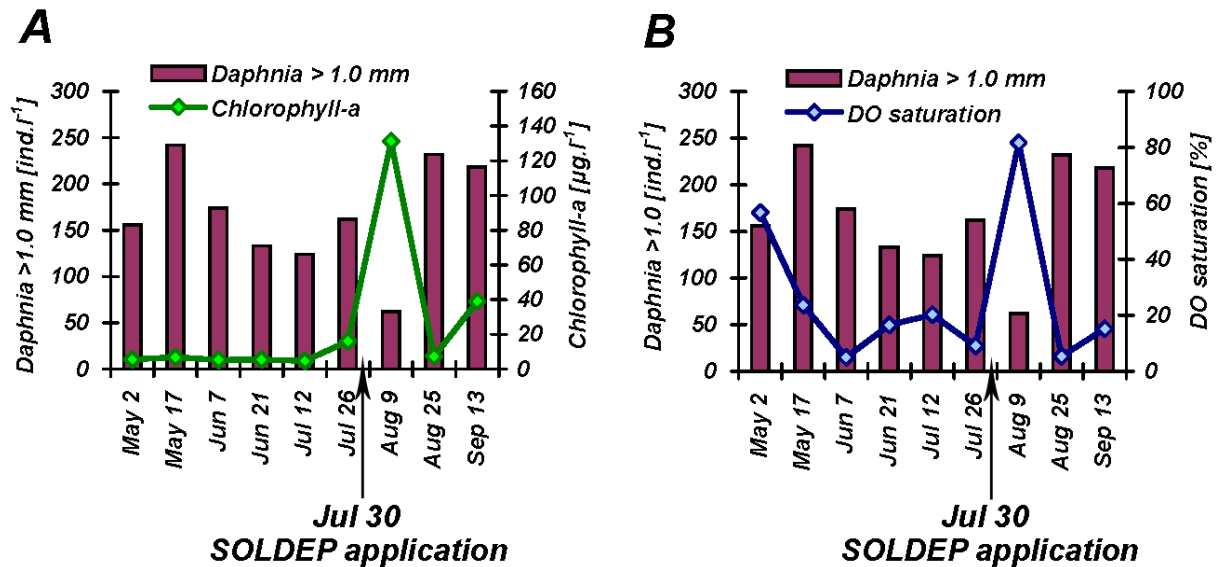 A
Daphnia > 1.0 mm
Chlorophyll-a
Daphnia >1.0 mm [ind.l⁻¹]
300
250
200
150
100
50
0
160
140
120
100
80
60
40
20
0
Chlorophyll-a [µg.l⁻¹]
May 2
May 17
Jun 7
Jun 21
Jul 12
Jul 26
Aug 9
Aug 25
Sep 13
Jul 30
SOLDEP application
B
Daphnia > 1.0 mm
DO saturation
Daphnia >1.0 [ind.l⁻¹]
300
250
200
150
100
50
0
100
80
60
40
20
0
DO saturation [%]
May 2
May 17
Jun 7
Jun 21
Jul 12
Jul 26
Aug 9
Aug 25
Sep 13
Jul 30
SOLDEP application